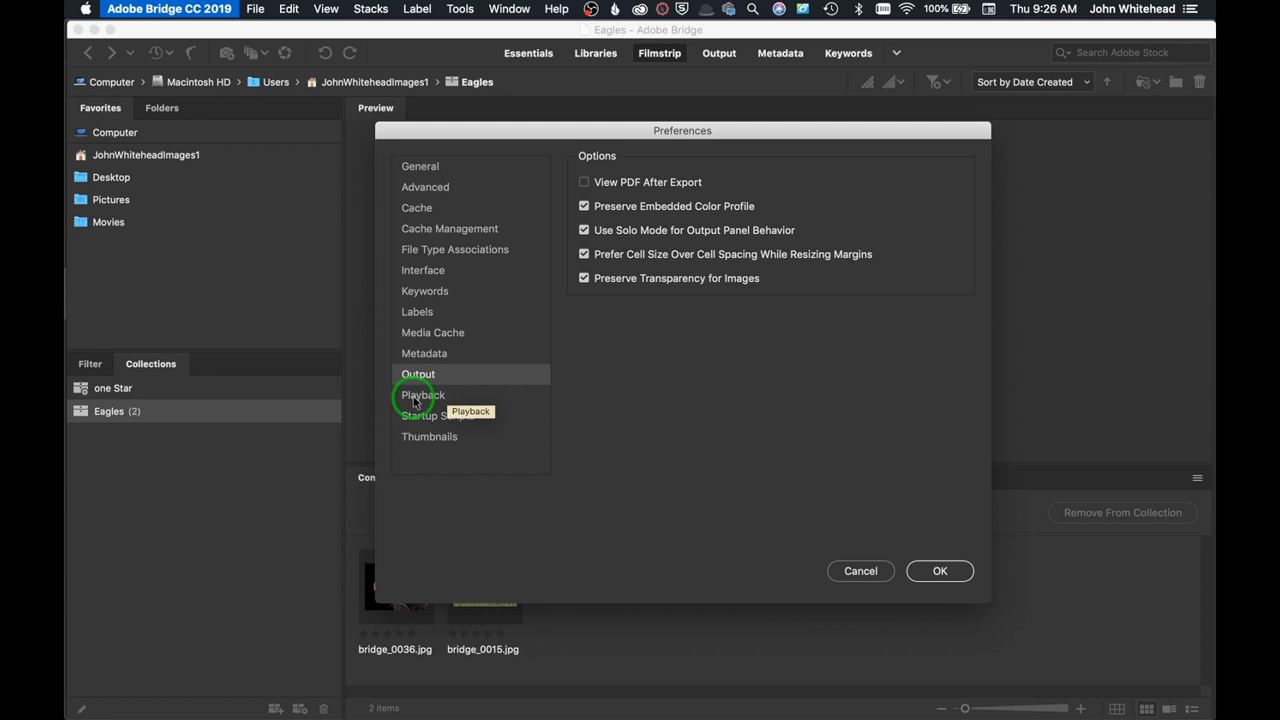 Adobe Bridge CC 2019 File Edit View Stacks Label Tools Window Help 100% Thu 9:26 AM John Whitehead
Eagles - Adobe Bridge
Essentials Libraries Filmstrip Output Metadata Keywords Search Adobe Stock
Computer Macintosh HD Users JohnWhiteheadImages1 Eagles Sort by Date Created
Favorites Folders
Preview
Computer
JohnWhiteheadImages1
Desktop
Pictures
Movies
Filter Collections
one Star
Eagles (2)
Preferences
General
Advanced
Cache
Cache Management
File Type Associations
Interface
Keywords
Labels
Media Cache
Metadata
Output
Playback
Playback
Startup
Thumbnails
Options
View PDF After Export
Preserve Embedded Color Profile
Use Solo Mode for Output Panel Behavior
Prefer Cell Size Over Cell Spacing While Resizing Margins
Preserve Transparency for Images
Cancel OK
Remove From Collection
bridge_0036.jpg bridge_0015.jpg
2 items